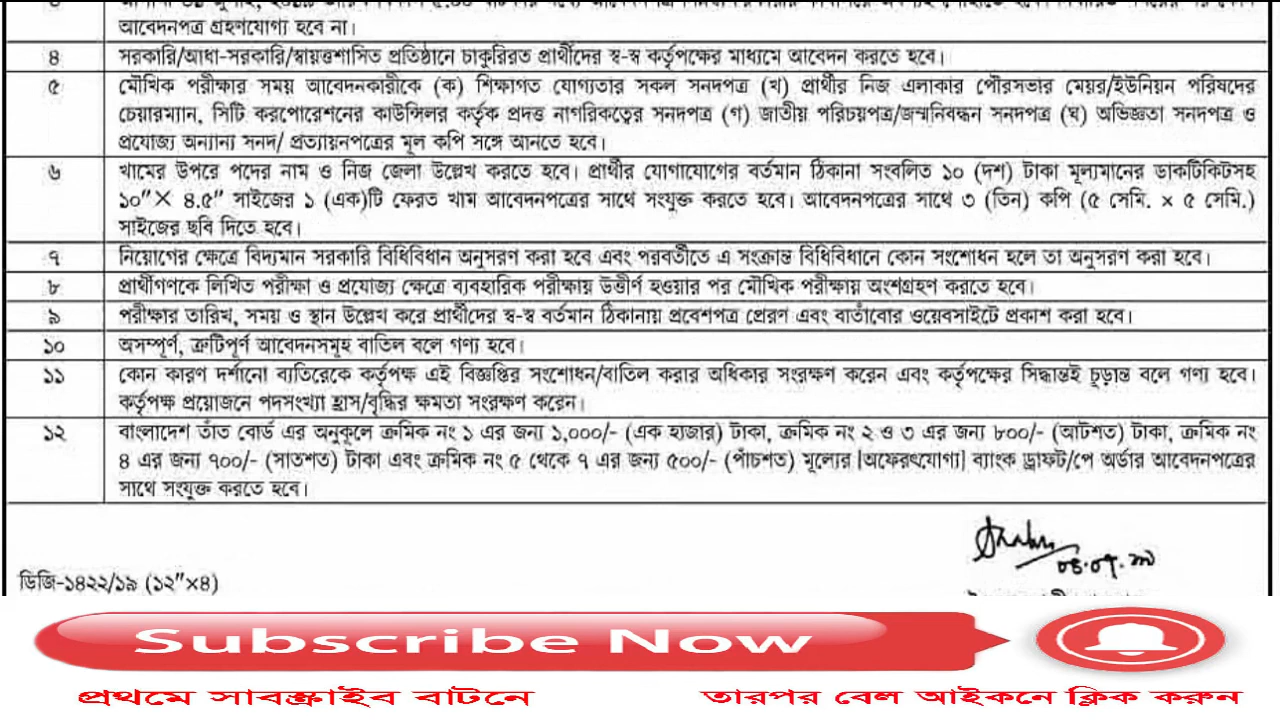 আবেদনপত্র গ্রহণযোগ্য হবে না।
৪ সরকারি/আধা-সরকারি/স্বায়ত্তশাসিত প্রতিষ্ঠানে চাকুরিরত প্রার্থীদের স্ব-স্ব কর্তৃপক্ষের মাধ্যমে আবেদন করতে হবে।
৫ মৌখিক পরীক্ষার সময় আবেদনকারীকে (ক) শিক্ষাগত যোগ্যতার সকল সনদপত্র (খ) প্রার্থীর নিজ এলাকার পৌরসভার মেয়র/ইউনিয়ন পরিষদের
চেয়ারম্যান, সিটি করপোরেশনের কাউন্সিলর কর্তৃক প্রদত্ত নাগরিকত্বের সনদপত্র (গ) জাতীয় পরিচয়পত্র/জন্মনিবন্ধন সনদপত্র (ঘ) অভিজ্ঞতা সনদপত্র ও
প্রযোজ্য অন্যান্য সনদ/ প্রত্যায়নপত্রের মূল কপি সঙ্গে আনতে হবে।
৬ খামের উপরে পদের নাম ও নিজ জেলা উল্লেখ করতে হবে। প্রার্থীর যোগাযোগের বর্তমান ঠিকানা সংবলিত ১০ (দশ) টাকা মূল্যমানের ডাকটিকিটসহ
১০"× ৪.৫" সাইজের ১ (এক)টি ফেরত খাম আবেদনপত্রের সাথে সংযুক্ত করতে হবে। আবেদনপত্রের সাথে ৩ (তিন) কপি (৫ সেমি. × ৫ সেমি.)
সাইজের ছবি দিতে হবে।
৭ নিয়োগের ক্ষেত্রে বিদ্যমান সরকারি বিধিবিধান অনুসরণ করা হবে এবং পরবর্তীতে এ সংক্রান্ত বিধিবিধানে কোন সংশোধন হলে তা অনুসরণ করা হবে।
৮ প্রার্থীগণকে লিখিত পরীক্ষা ও প্রযোজ্য ক্ষেত্রে ব্যবহারিক পরীক্ষায় উত্তীর্ণ হওয়ার পর মৌখিক পরীক্ষায় অংশগ্রহণ করতে হবে।
৯ পরীক্ষার তারিখ, সময় ও স্থান উল্লেখ করে প্রার্থীদের স্ব-স্ব বর্তমান ঠিকানায় প্রবেশপত্র প্রেরণ এবং বাতাঁবোর ওয়েবসাইটে প্রকাশ করা হবে।
১০ অসম্পূর্ণ, ত্রুটিপূর্ণ আবেদনসমূহ বাতিল বলে গণ্য হবে।
১১ কোন কারণ দর্শানো ব্যতিরেকে কর্তৃপক্ষ এই বিজ্ঞপ্তির সংশোধন/বাতিল করার অধিকার সংরক্ষণ করেন এবং কর্তৃপক্ষের সিদ্ধান্তই চূড়ান্ত বলে গণ্য হবে।
কর্তৃপক্ষ প্রয়োজনে পদসংখ্যা হ্রাস/বৃদ্ধির ক্ষমতা সংরক্ষণ করেন।
১২ বাংলাদেশ তাঁত বোর্ড এর অনুকূলে ক্রমিক নং ১ এর জন্য ১,০০০/- (এক হাজার) টাকা, ক্রমিক নং ২ ও ৩ এর জন্য ৮০০/- (আটশত) টাকা, ক্রমিক নং
৪ এর জন্য ৭০০/- (সাতশত) টাকা এবং ক্রমিক নং ৫ থেকে ৭ এর জন্য ৫০০/- (পাঁচশত) মূল্যের [অফেরৎযোগ্য] ব্যাংক ড্রাফট/পে অর্ডার আবেদনপত্রের
সাথে সংযুক্ত করতে হবে।
ডিজি-১৪২২/১৯ (১২"×৪)
Subscribe Now
প্রথমে সাবস্ক্রাইব বাটনে
তারপর বেল আইকনে ক্লিক করুন